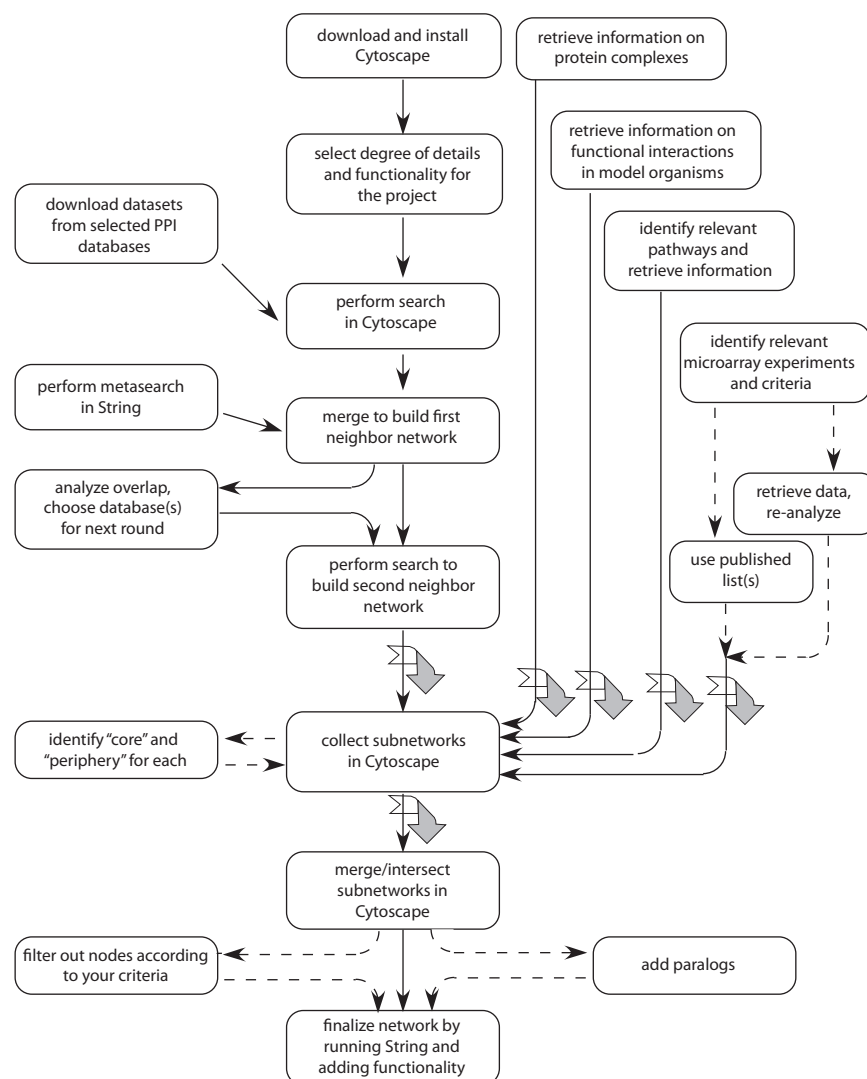 download and install
Cytoscape
retrieve information on
protein complexes
select degree of details
and functionality for
the project
retrieve information on
functional interactions
in model organisms
download datasets
from selected PPI
databases
identify relevant
pathways and
retrieve information
perform search
in Cytoscape
identify relevant
microarray experiments
and criteria
perform metasearch
in String
merge to build first
neighbor network
analyze overlap,
choose database(s)
for next round
retrieve data,
re-analyze
perform search to
build second neighbor
network
use published
list(s)
identify “core” and
“periphery” for each
collect subnetworks
in Cytoscape
merge/intersect
subnetworks in
Cytoscape
filter out nodes according
to your criteria
add paralogs
finalize network by
running String and
adding functionality